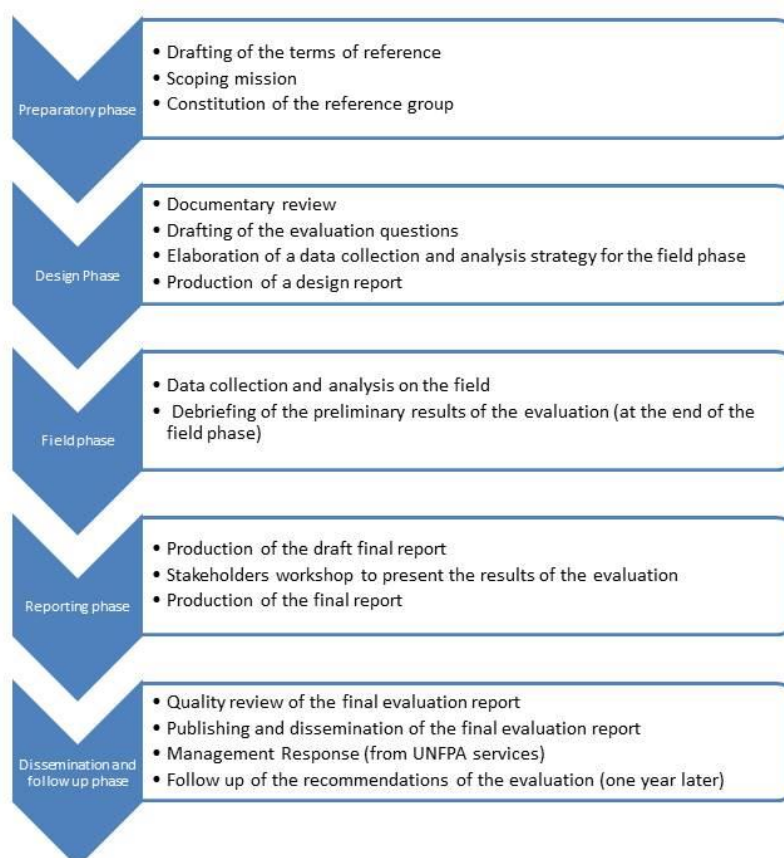 Preparatory phase
• Drafting of the terms of reference
• Scoping mission
• Constitution of the reference group
Design Phase
• Documentary review
• Drafting of the evaluation questions
• Elaboration of a data collection and analysis strategy for the field phase
• Production of a design report
Field phase
• Data collection and analysis on the field
• Debriefing of the preliminary results of the evaluation (at the end of the
field phase)
Reporting phase
• Production of the draft final report
• Stakeholders workshop to present the results of the evaluation
• Production of the final report
Dissemination and
follow up phase
• Quality review of the final evaluation report
• Publishing and dissemination of the final evaluation report
• Management Response (from UNFPA services)
• Follow up of the recommendations of the evaluation (one year later)